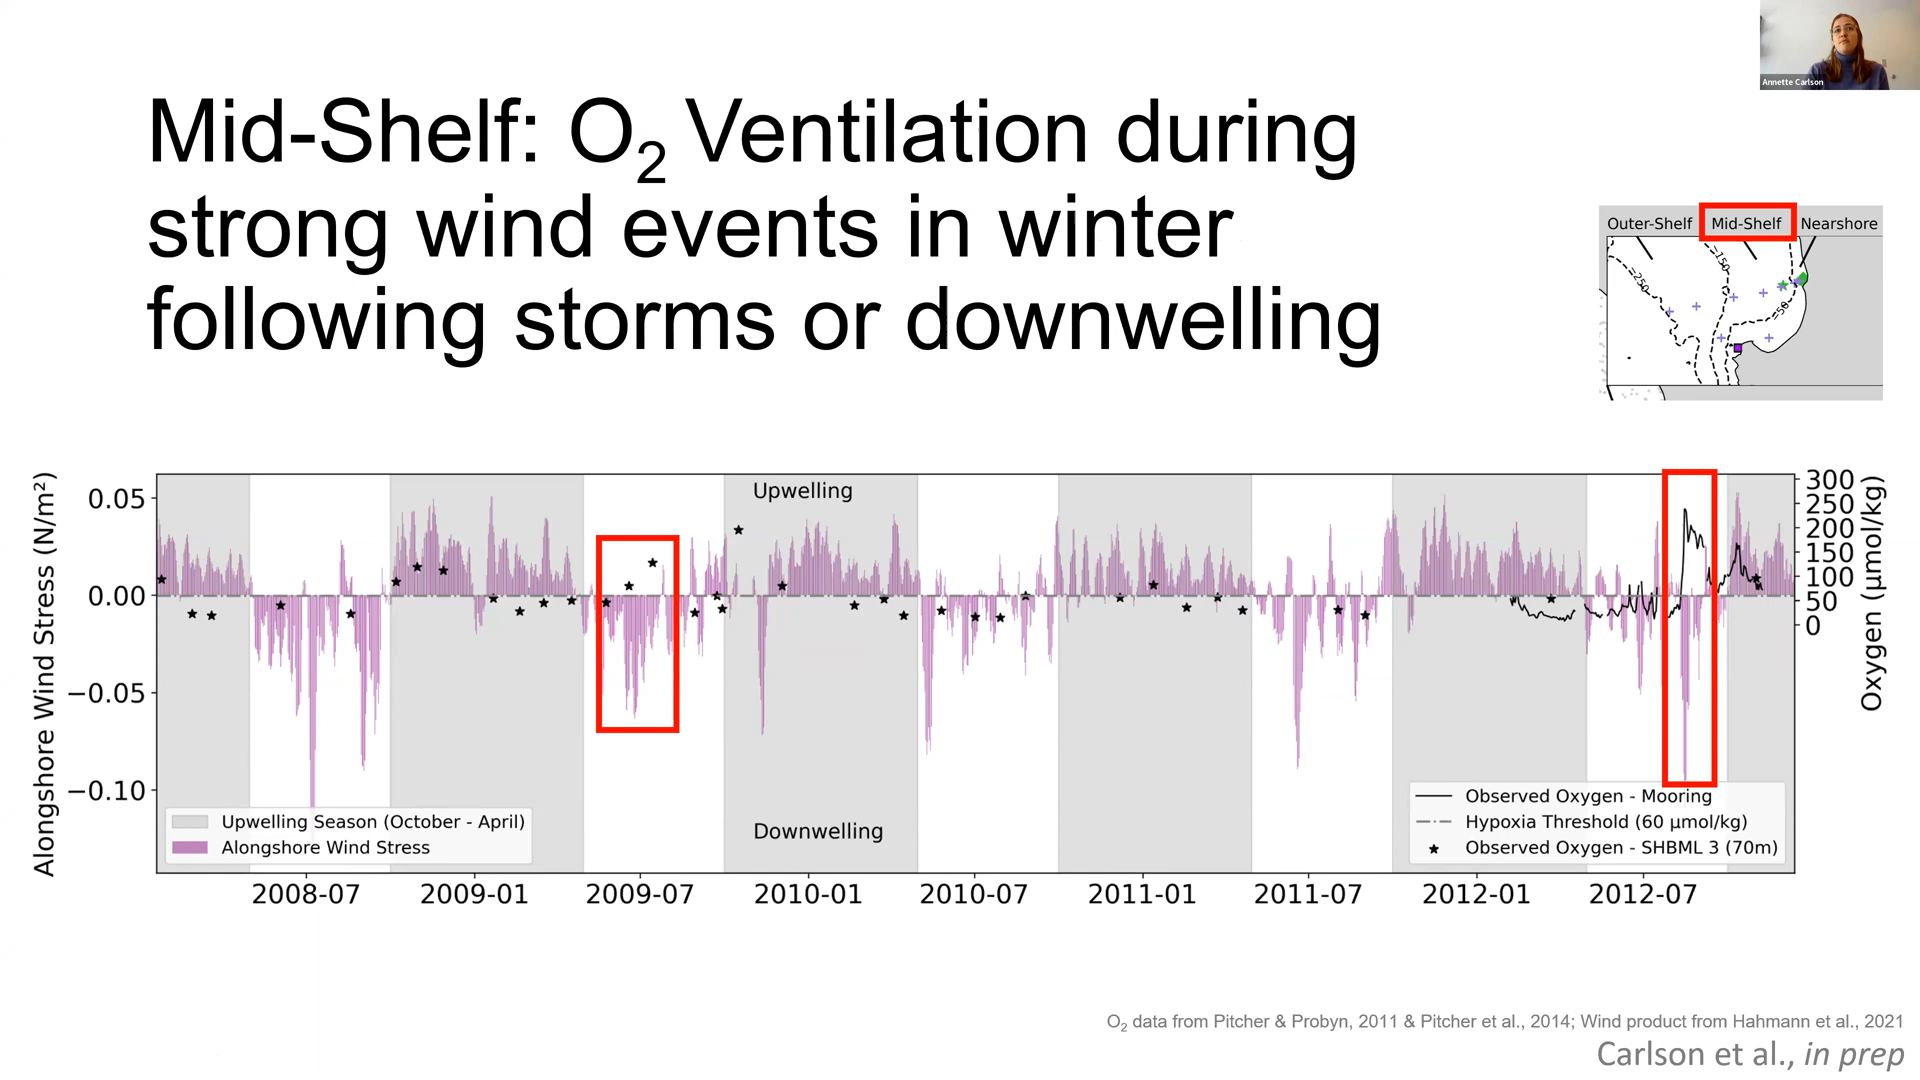 Annette Carlson
Mid-Shelf: O₂ Ventilation during
strong wind events in winter
following storms or downwelling
Outer-Shelf Mid-Shelf Nearshore
−250
−150
−50
Alongshore Wind Stress (N/m²)
0.05
0.00
−0.05
−0.10
Upwelling
Downwelling
Upwelling Season (October - April)
Alongshore Wind Stress
Observed Oxygen - Mooring
Hypoxia Threshold (60 μmol/kg)
Observed Oxygen - SHBML 3 (70m)
300
250
200
150
100
50
0
Oxygen (μmol/kg)
2008-07 2009-01 2009-07 2010-01 2010-07 2011-01 2011-07 2012-01 2012-07
O₂ data from Pitcher & Probyn, 2011 & Pitcher et al., 2014; Wind product from Hahmann et al., 2021
Carlson et al., in prep